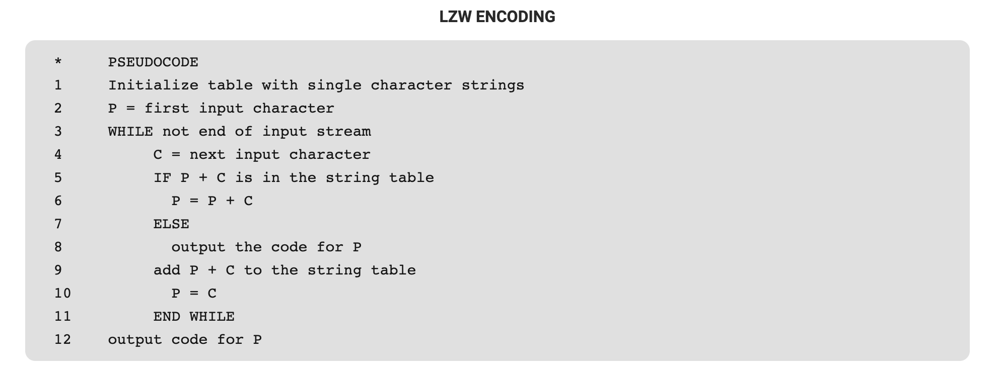 LZW ENCODING
* PSEUDOCODE
1 Initialize table with single character strings
2 P = first input character
3 WHILE not end of input stream
4 C = next input character
5 IF P + C is in the string table
6 P = P + C
7 ELSE
8 output the code for P
9 add P + C to the string table
10 P = C
11 END WHILE
12 output code for P